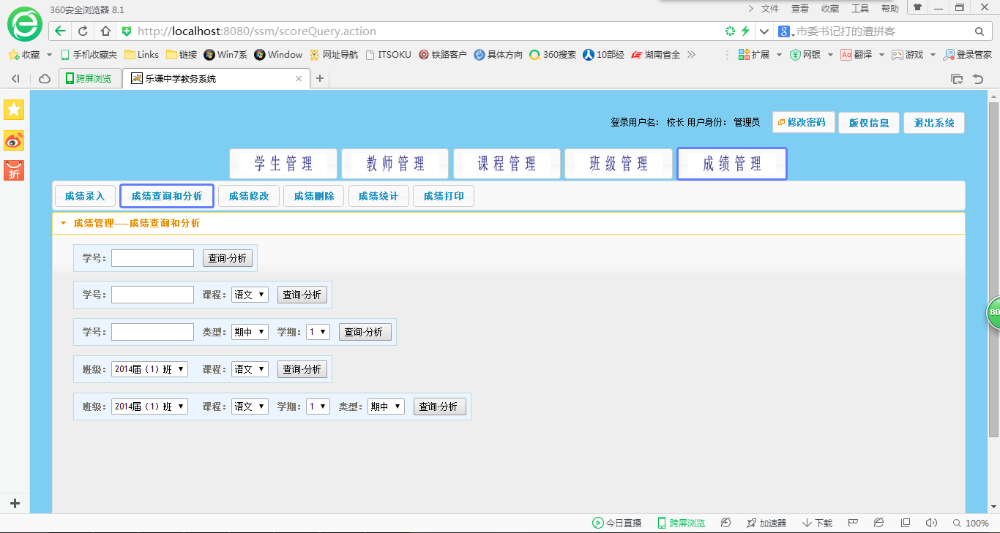 360安全浏览器 8.1
文件 查看 收藏 工具 帮助
http://localhost:8080/ssm/scoreQuery.action
市委书记打的遭拼客
收藏 手机收藏夹 Links 链接 Win7系 Window 网址导航 ITSOKU 铁路客户 具体方向 360搜索 10部经 湖南省全 扩展 网银 翻译 游戏 登录管家
跨屏浏览 乐谦中学教务系统
登录用户名： 校长 用户身份： 管理员 修改密码 版权信息 退出系统
学生管理 教师管理 课程管理 班级管理 成绩管理
成绩录入 成绩查询和分析 成绩修改 成绩删除 成绩统计 成绩打印
成绩管理——成绩查询和分析
学号： 查询-分析
学号： 课程： 语文 查询-分析
学号： 类型： 期中 学期： 1 查询-分析
班级： 2014届（1）班 课程： 语文 查询-分析
班级： 2014届（1）班 课程： 语文 学期： 1 类型： 期中 查询-分析
折
80
今日直播 跨屏浏览 加速器 下载 100%